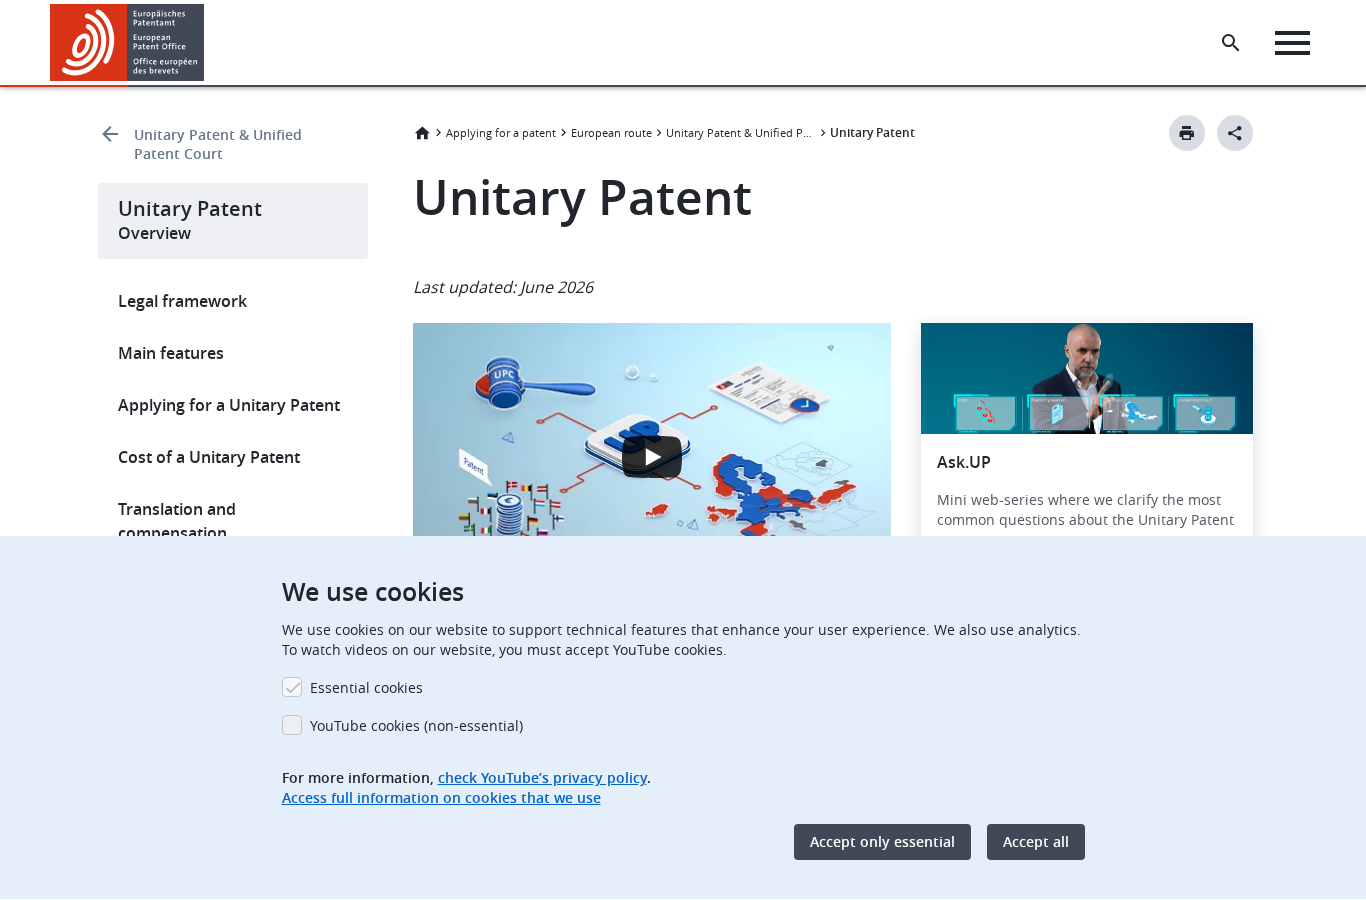 Europäisches
Patentamt
European
Patent Office
Office européen
des brevets
Unitary Patent & Unified
Patent Court
Applying for a patent
European route
Unitary Patent & Unified P...
Unitary Patent
Unitary Patent
Overview
Unitary Patent
Last updated: June 2026
Legal framework
Main features
Applying for a Unitary Patent
Cost of a Unitary Patent
Translation and
compensation
UPC
UP
Patent
Ask.UP
Mini web-series where we clarify the most
common questions about the Unitary Patent
We use cookies
We use cookies on our website to support technical features that enhance your user experience. We also use analytics.
To watch videos on our website, you must accept YouTube cookies.
Essential cookies
YouTube cookies (non-essential)
For more information, check YouTube’s privacy policy.
Access full information on cookies that we use
Accept only essential
Accept all